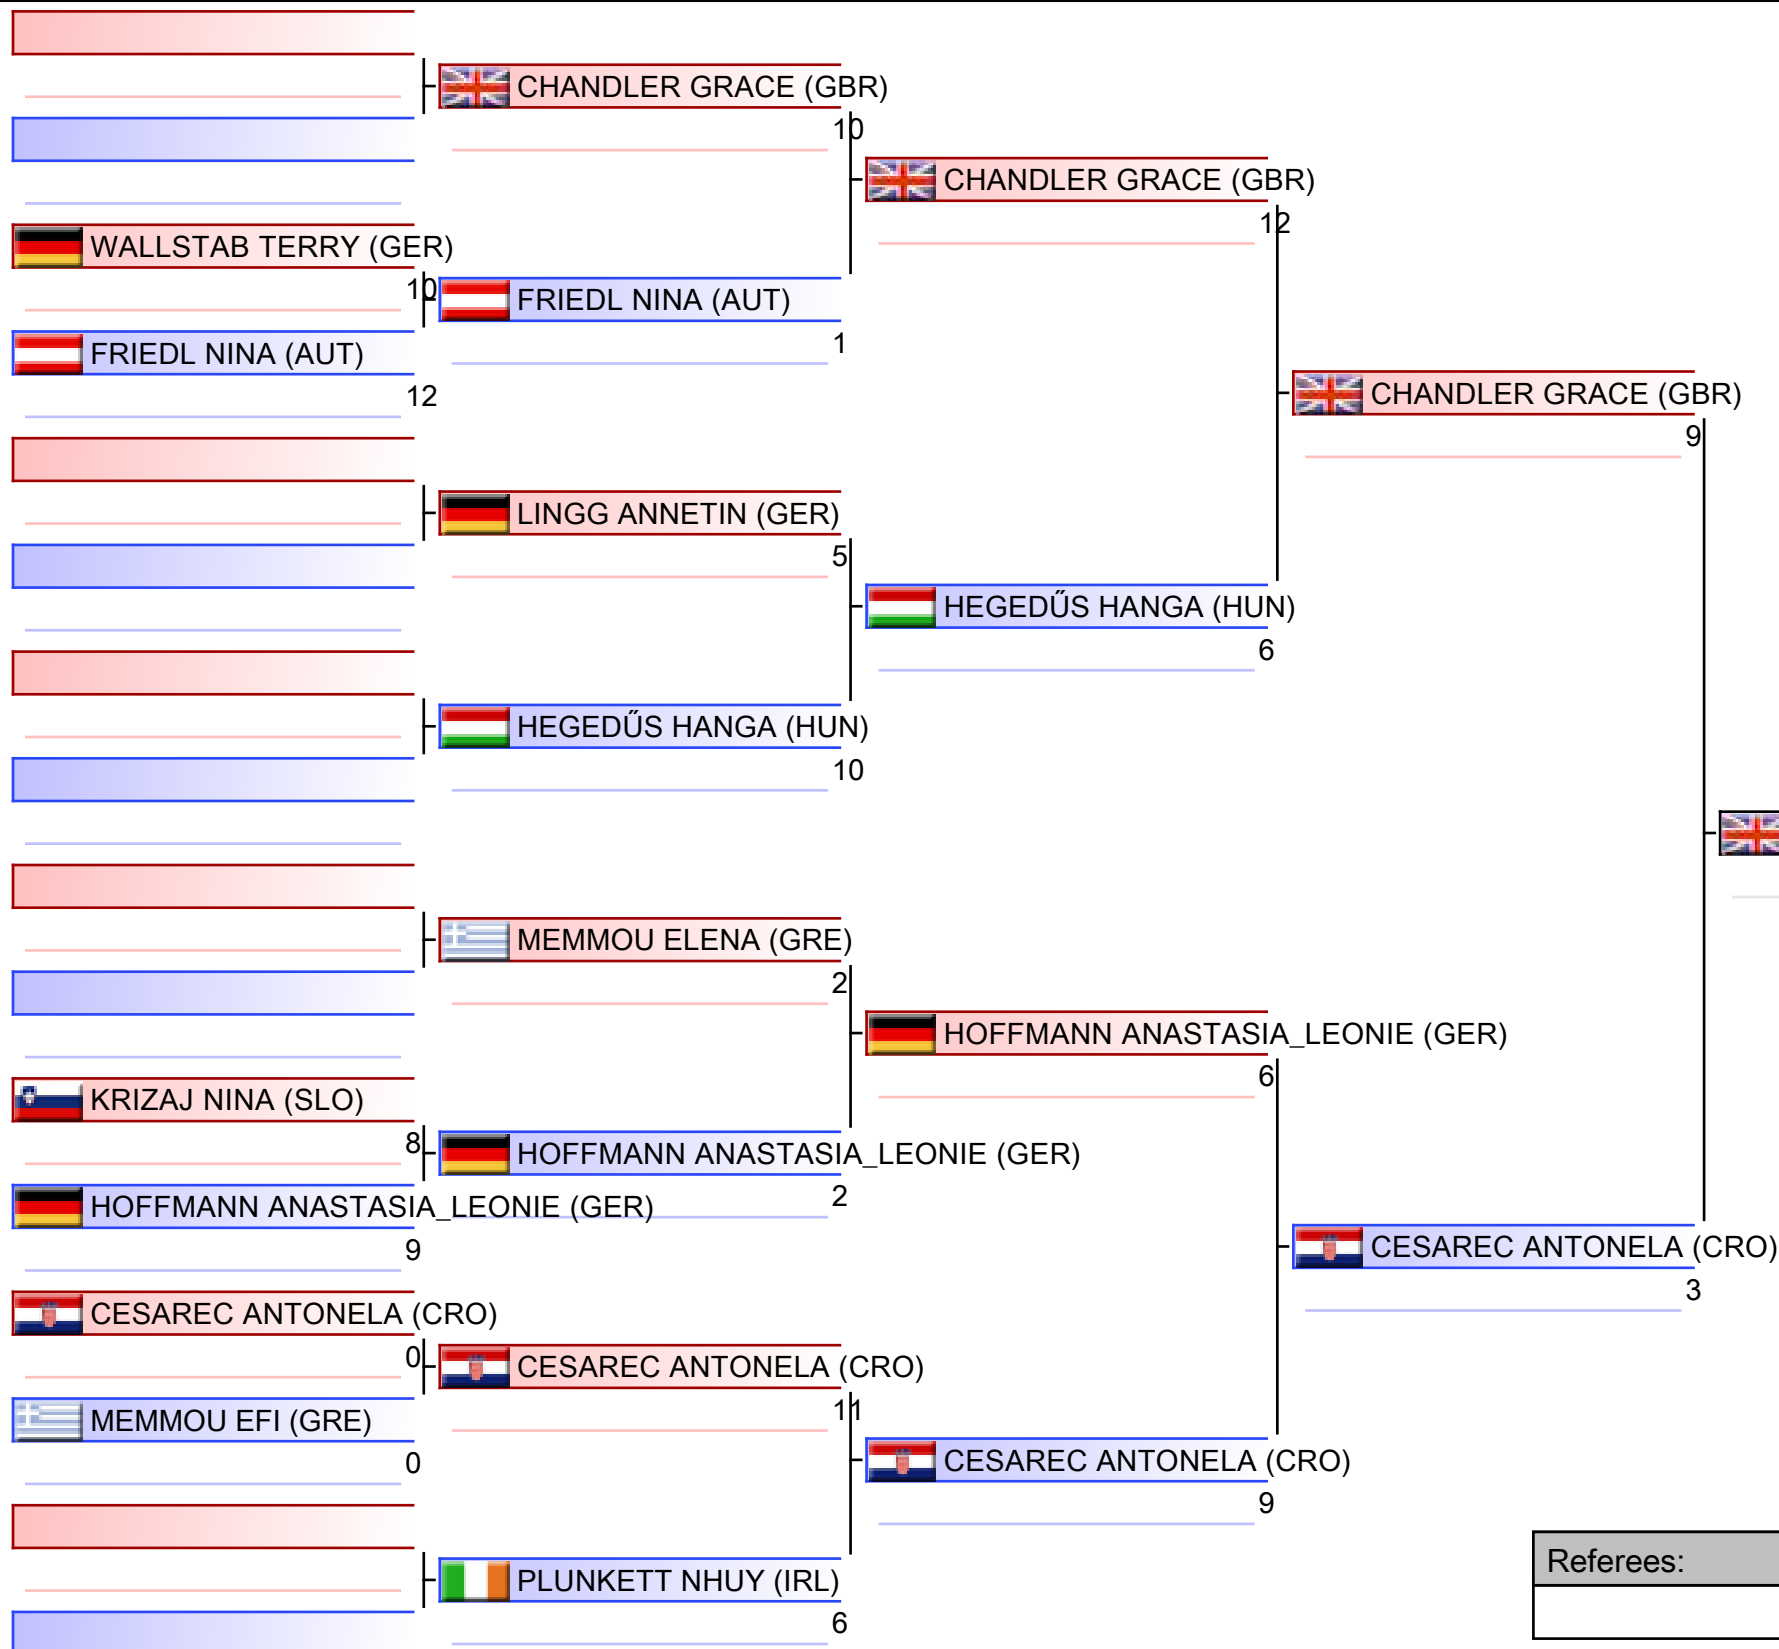 CHANDLER GRACE (GBR)
10
CHANDLER GRACE (GBR)
12
WALLSTAB TERRY (GER)
10
FRIEDL NINA (AUT)
1
FRIEDL NINA (AUT)
12
CHANDLER GRACE (GBR)
9
LINGG ANNETIN (GER)
5
HEGEDŰS HANGA (HUN)
6
HEGEDŰS HANGA (HUN)
10
MEMMOU ELENA (GRE)
2
HOFFMANN ANASTASIA_LEONIE (GER)
6
KRIZAJ NINA (SLO)
8
HOFFMANN ANASTASIA_LEONIE (GER)
2
HOFFMANN ANASTASIA_LEONIE (GER)
9
CESAREC ANTONELA (CRO)
3
CESAREC ANTONELA (CRO)
0
CESAREC ANTONELA (CRO)
11
MEMMOU EFI (GRE)
0
CESAREC ANTONELA (CRO)
9
PLUNKETT NHUY (IRL)
6
Referees: